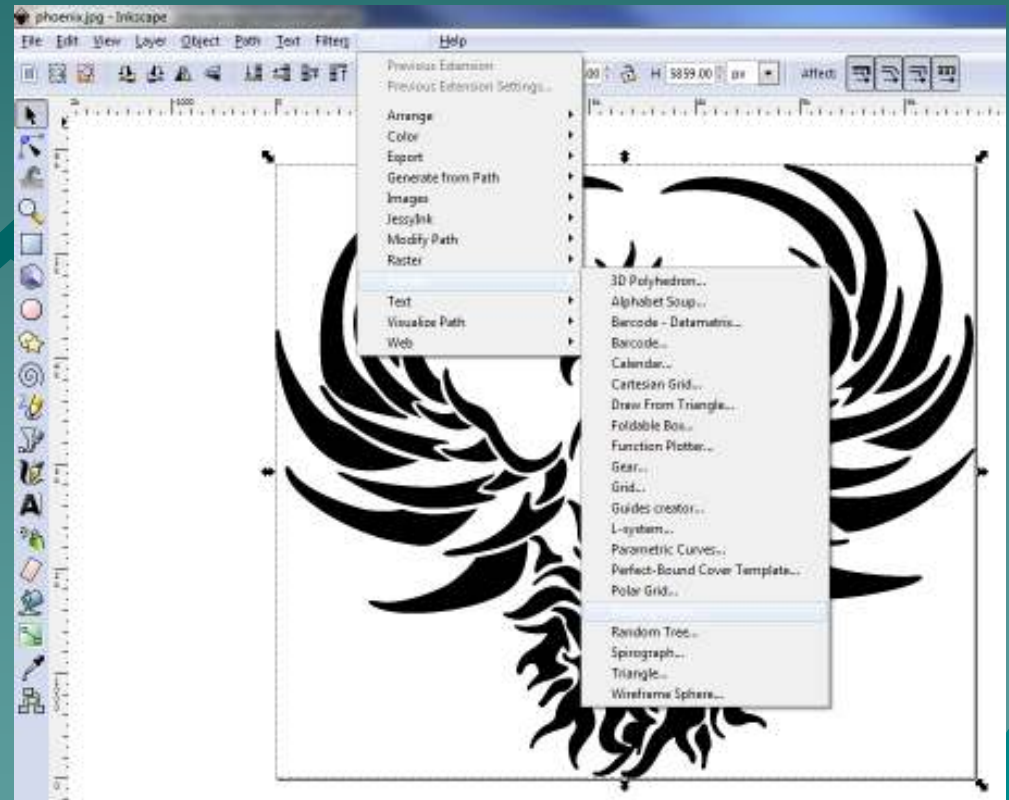 phoenix.jpg - Inkscape
File Edit View Layer Object Path Text Filters Help
H 5859.00 px Affect:
Previous Extension
Previous Extension Settings...
Arrange
Color
Export
Generate from Path
Images
JessyInk
Modify Path
Raster
Text
Visualize Path
Web
3D Polyhedron...
Alphabet Soup...
Barcode - Datamatrix...
Barcode...
Calendar...
Cartesian Grid...
Draw From Triangle...
Foldable Box...
Function Plotter...
Gear...
Grid...
Guides creator...
L-system...
Parametric Curves...
Perfect-Bound Cover Template...
Polar Grid...
Random Tree...
Spirograph...
Triangle...
Wireframe Sphere...